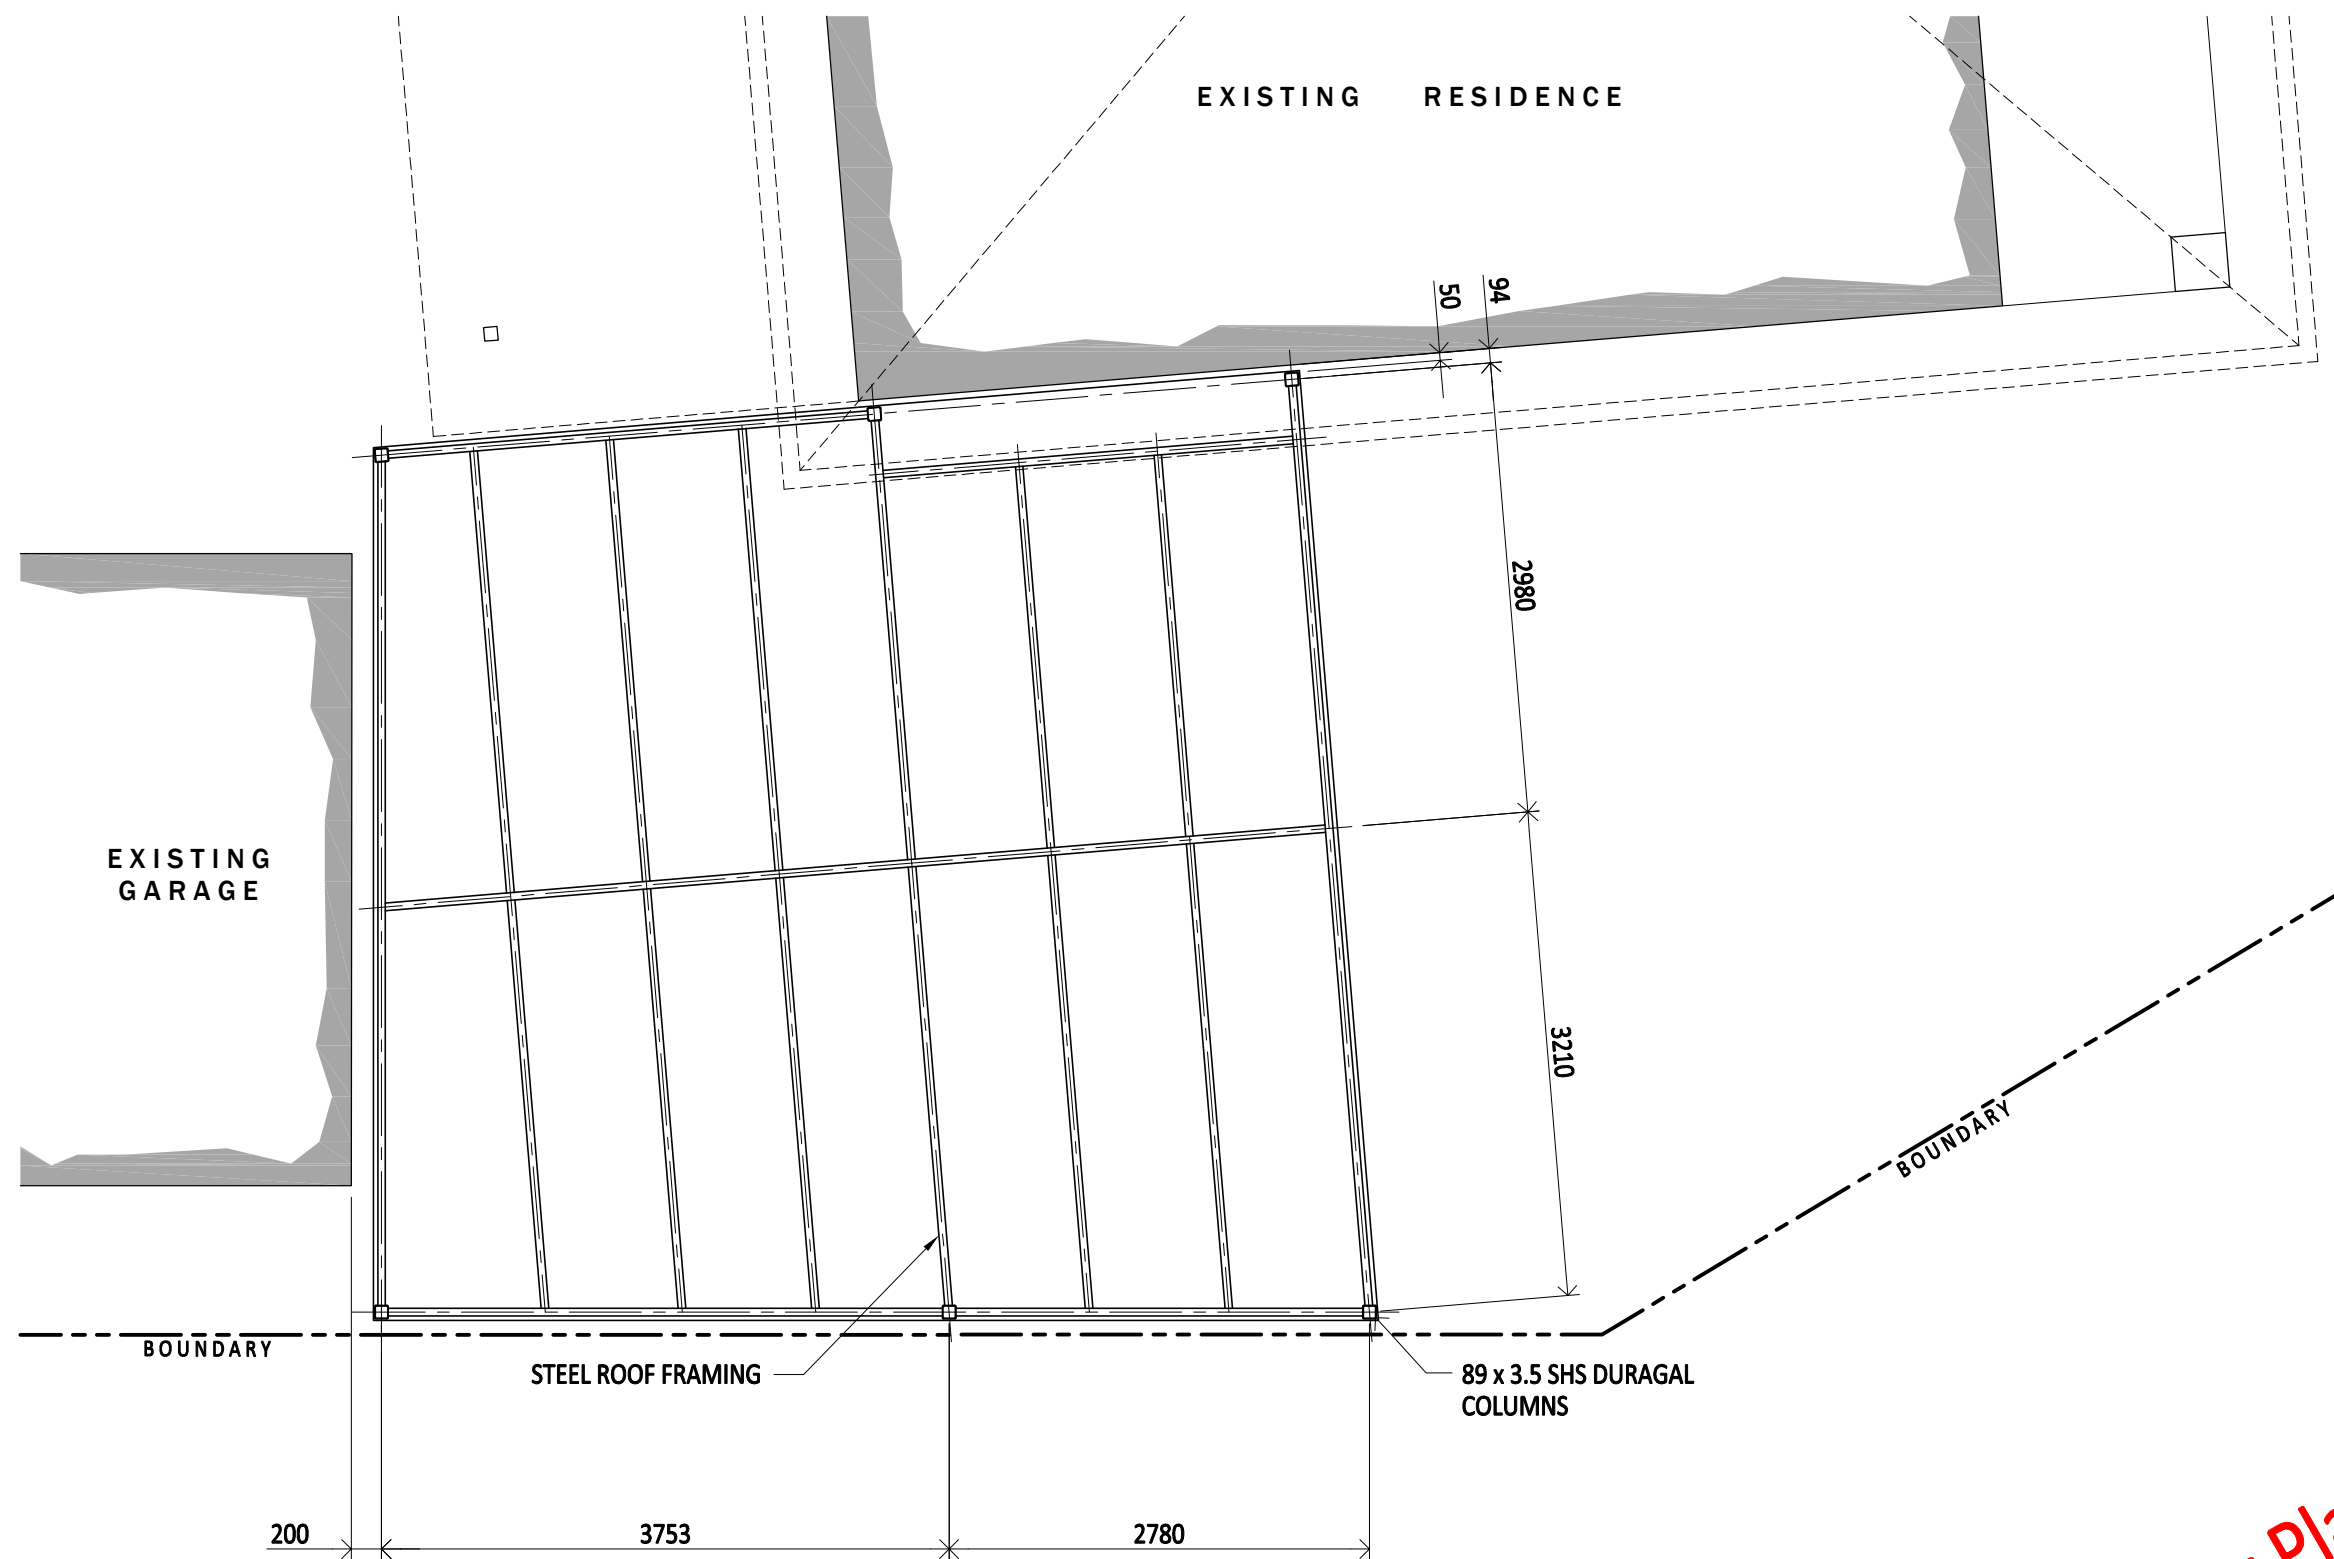 EXISTING RESIDENCE
50
94
2980
EXISTING
GARAGE
3210
BOUNDARY
BOUNDARY
STEEL ROOF FRAMING
89 x 3.5 SHS DURAGAL
COLUMNS
200
3753
2780